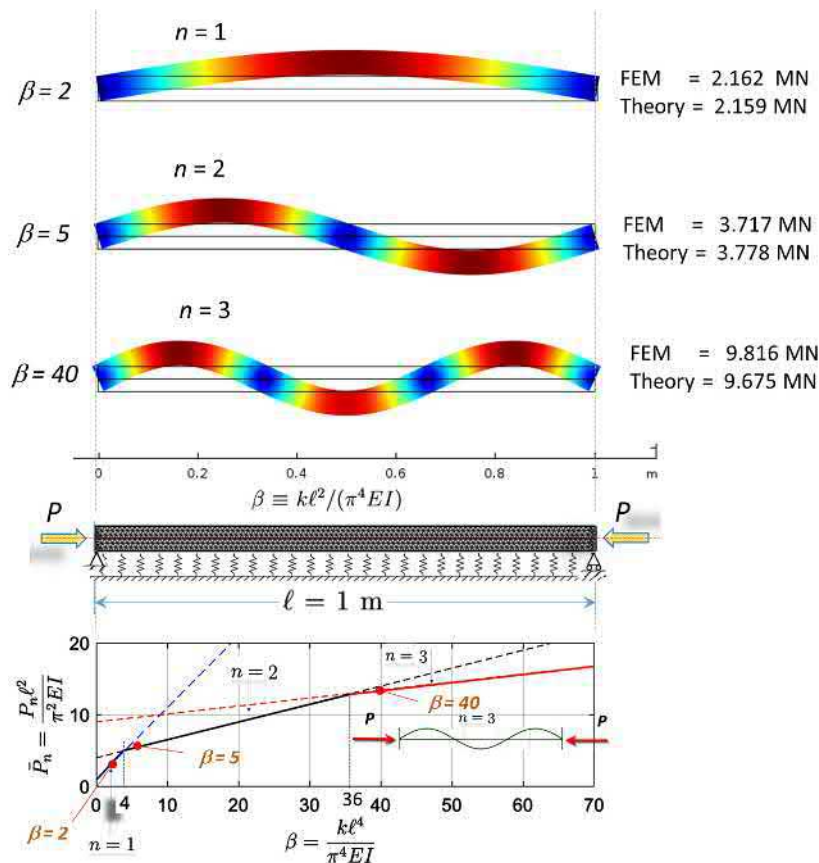 n = 1
β = 2
FEM = 2.162 MN
Theory = 2.159 MN
n = 2
β = 5
FEM = 3.717 MN
Theory = 3.778 MN
n = 3
β = 40
FEM = 9.816 MN
Theory = 9.675 MN
0 0.2 0.4 0.6 0.8 1 m
β ≡ kℓ²/(π⁴EI)
P P
ℓ = 1 m
20
10
0
P̄ₙ = Pₙℓ²/π²EI
n = 2
n = 3
β = 40
β = 5
P n = 3 P
0 4 10 20 30 36 40 50 60 70
β = 2
n = 1
β = kℓ⁴/π⁴EI